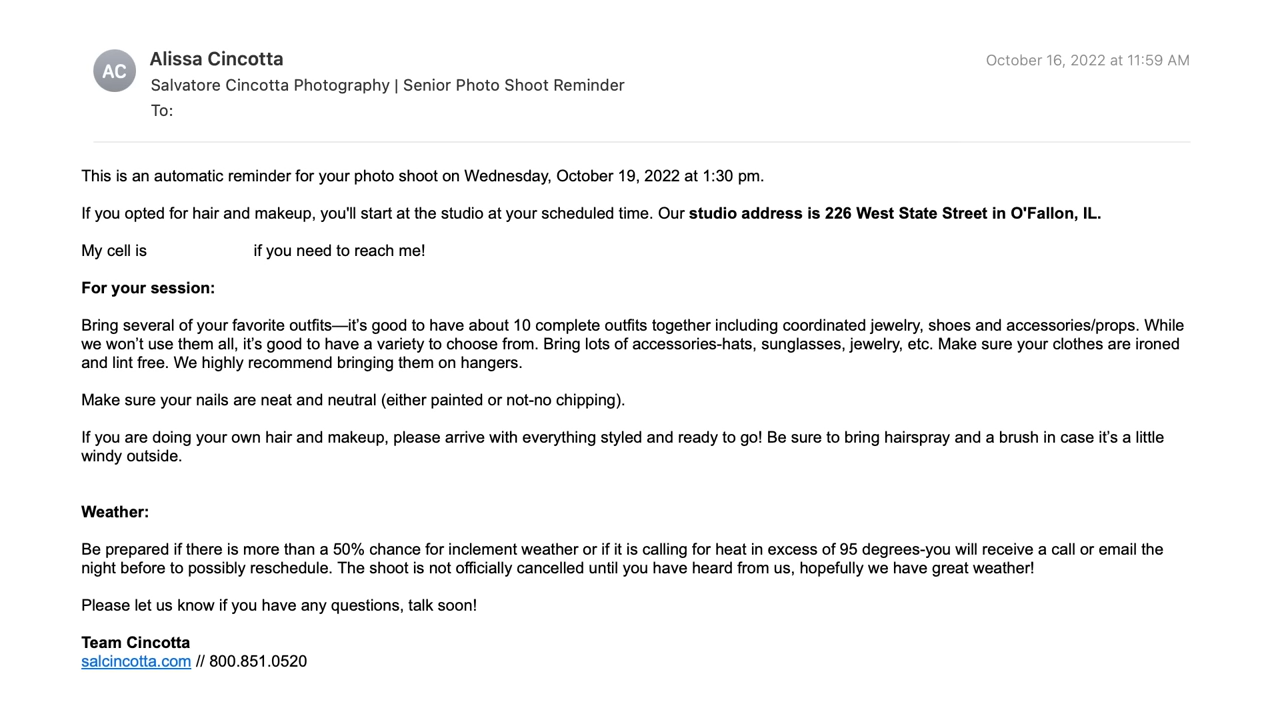 AC
Alissa Cincotta
October 16, 2022 at 11:59 AM
Salvatore Cincotta Photography | Senior Photo Shoot Reminder
To:
This is an automatic reminder for your photo shoot on Wednesday, October 19, 2022 at 1:30 pm.
If you opted for hair and makeup, you'll start at the studio at your scheduled time. Our studio address is 226 West State Street in O'Fallon, IL.
My cell is if you need to reach me!
For your session:
Bring several of your favorite outfits—it’s good to have about 10 complete outfits together including coordinated jewelry, shoes and accessories/props. While
we won’t use them all, it’s good to have a variety to choose from. Bring lots of accessories-hats, sunglasses, jewelry, etc. Make sure your clothes are ironed
and lint free. We highly recommend bringing them on hangers.
Make sure your nails are neat and neutral (either painted or not-no chipping).
If you are doing your own hair and makeup, please arrive with everything styled and ready to go! Be sure to bring hairspray and a brush in case it’s a little
windy outside.
Weather:
Be prepared if there is more than a 50% chance for inclement weather or if it is calling for heat in excess of 95 degrees-you will receive a call or email the
night before to possibly reschedule. The shoot is not officially cancelled until you have heard from us, hopefully we have great weather!
Please let us know if you have any questions, talk soon!
Team Cincotta
salcincotta.com // 800.851.0520